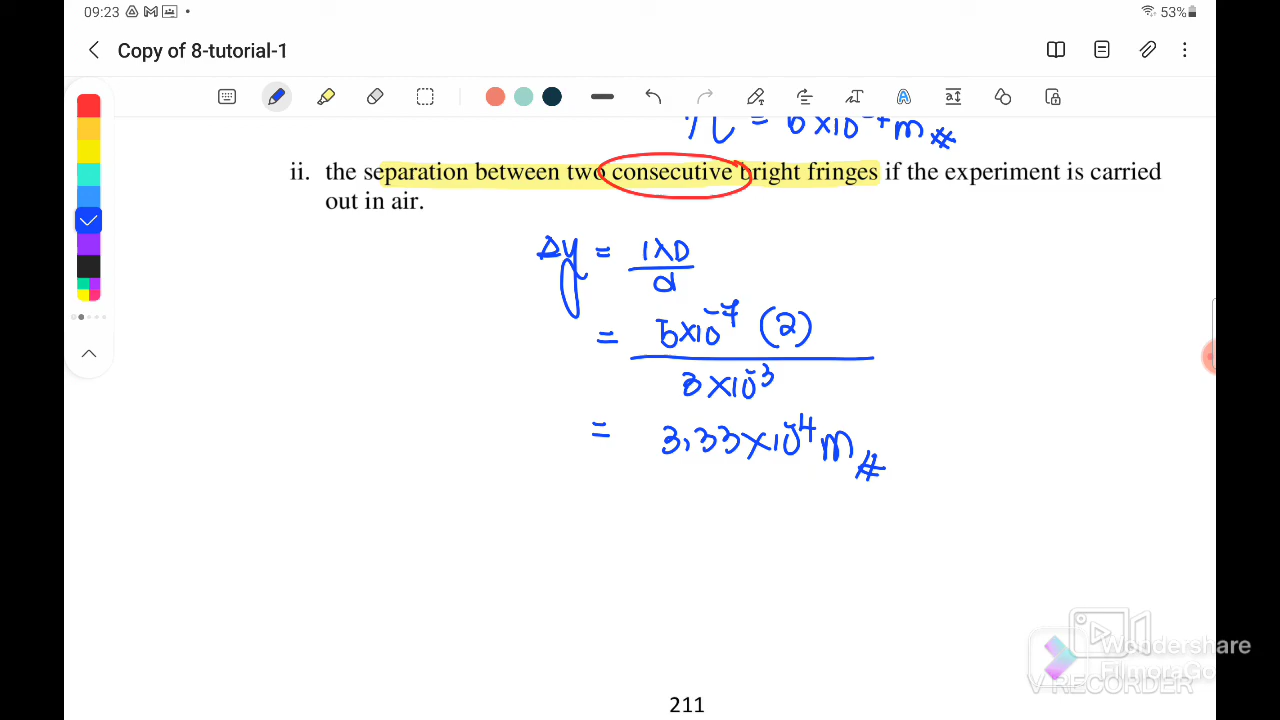 09:23
53%
Copy of 8-tutorial-1
= 6 × 10⁻⁷ m #
ii. the separation between two consecutive bright fringes if the experiment is carried
out in air.
Δy = 1λD / d
= 5×10⁻⁷ (2) / 3×10⁻³
= 3.33×10⁻⁴ m #
Wondershare
FilmoraGo
V RECORDER
211